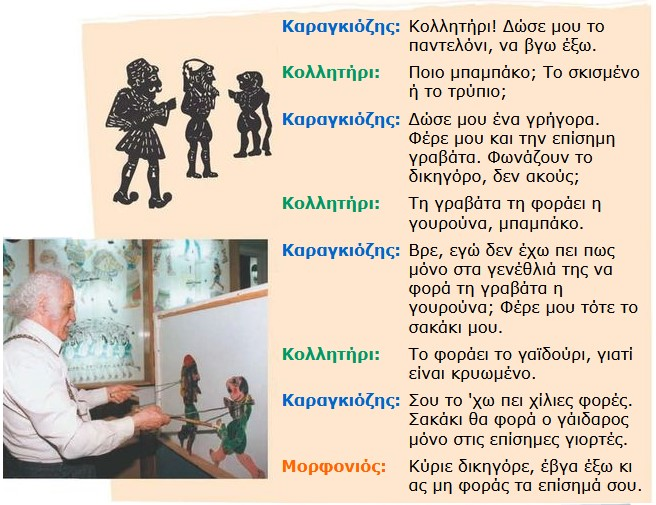 Καραγκιόζης: Κολλητήρι! Δώσε μου το
παντελόνι, να βγω έξω.
Κολλητήρι: Ποιο μπαμπάκο; Το σκισμένο
ή το τρύπιο;
Καραγκιόζης: Δώσε μου ένα γρήγορα.
Φέρε μου και την επίσημη
γραβάτα. Φωνάζουν το
δικηγόρο, δεν ακούς;
Κολλητήρι: Τη γραβάτα τη φοράει η
γουρούνα, μπαμπάκο.
Καραγκιόζης: Βρε, εγώ δεν έχω πει πως
μόνο στα γενέθλιά της να
φορά τη γραβάτα η
γουρούνα; Φέρε μου τότε το
σακάκι μου.
Κολλητήρι: Το φοράει το γαϊδούρι, γιατί
είναι κρυωμένο.
Καραγκιόζης: Σου το 'χω πει χίλιες φορές.
Σακάκι θα φορά ο γάιδαρος
μόνο στις επίσημες γιορτές.
Μορφονιός: Κύριε δικηγόρε, έβγα έξω κι
ας μη φοράς τα επίσημά σου.